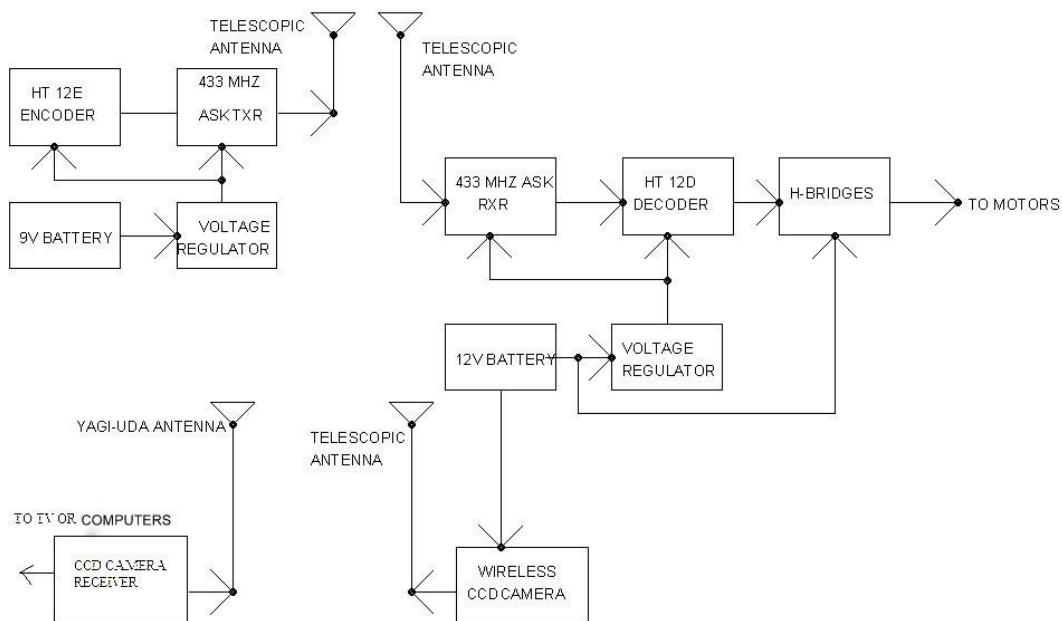 TELESCOPIC
ANTENNA
TELESCOPIC
ANTENNA
HT 12E
ENCODER
433 MHZ
ASK TXR
9V BATTERY
VOLTAGE
REGULATOR
433 MHZ ASK
RXR
HT 12D
DECODER
H-BRIDGES
TO MOTORS
12V BATTERY
VOLTAGE
REGULATOR
YAGI-UDA ANTENNA
TELESCOPIC
ANTENNA
TO TV OR COMPUTERS
CCD CAMERA
RECEIVER
WIRELESS
CCD CAMERA